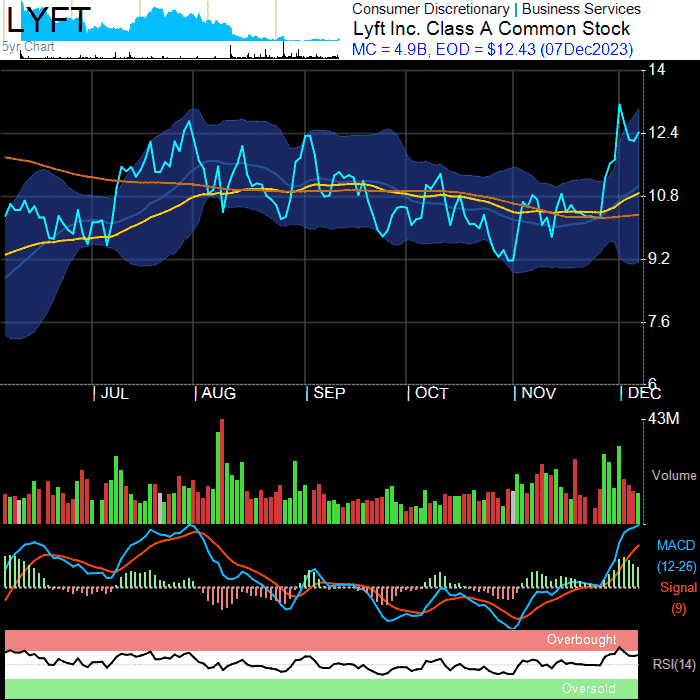 LYFT
5yr Chart
Consumer Discretionary | Business Services
Lyft Inc. Class A Common Stock
MC = 4.9B, EOD = $12.43 (07Dec2023)
14
12.4
10.8
9.2
7.6
6
| JUL | AUG | SEP | OCT | NOV | DEC
43M
Volume
MACD
(12-26)
Signal
(9)
Overbought
RSI(14)
Oversold